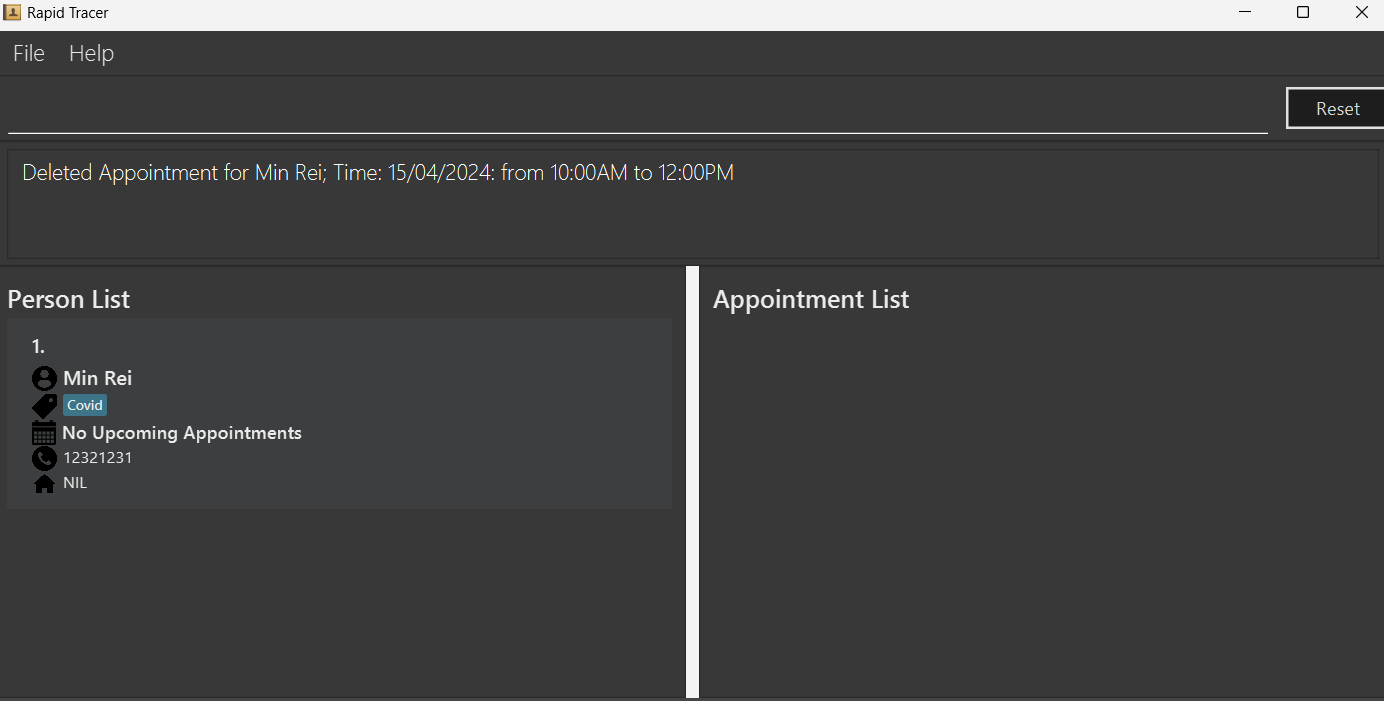 Rapid Tracer
File Help
Reset
Deleted Appointment for Min Rei; Time: 15/04/2024: from 10:00AM to 12:00PM
Person List
1.
Min Rei
Covid
No Upcoming Appointments
12321231
NIL
Appointment List